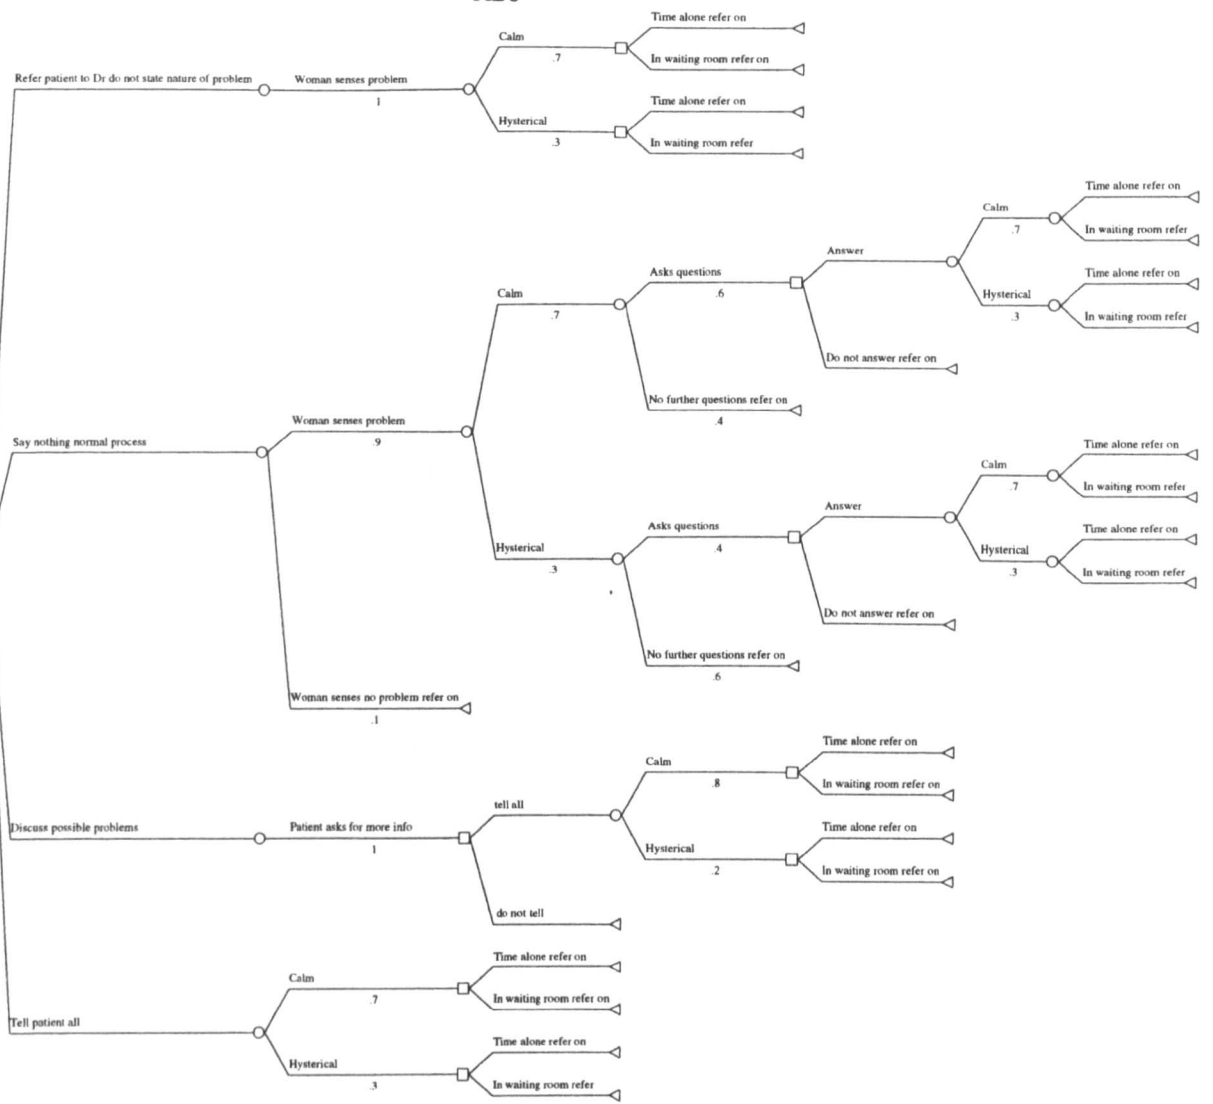 Time alone refer on
Calm
.7
In waiting room refer on
Refer patient to Dr do not state nature of problem
Woman senses problem
1
Time alone refer on
Hysterical
.3
In waiting room refer
Time alone refer on
Calm
.7
In waiting room refer
Answer
Asks questions
.6
Time alone refer on
Calm
.7
Hysterical
.3
In waiting room refer
Do not answer refer on
No further questions refer on
.4
Woman senses problem
.9
Say nothing normal process
Time alone refer on
Calm
.7
In waiting room refer
Answer
Asks questions
.4
Time alone refer on
Hysterical
.3
Hysterical
.3
In waiting room refer
Do not answer refer on
No further questions refer on
.6
Woman senses no problem refer on
.1
Time alone refer on
Calm
.8
In waiting room refer on
tell all
Discuss possible problems
Patient asks for more info
1
Time alone refer on
Hysterical
.2
In waiting room refer on
do not tell
Time alone refer on
Calm
.7
In waiting room refer on
Tell patient all
Time alone refer on
Hysterical
.3
In waiting room refer